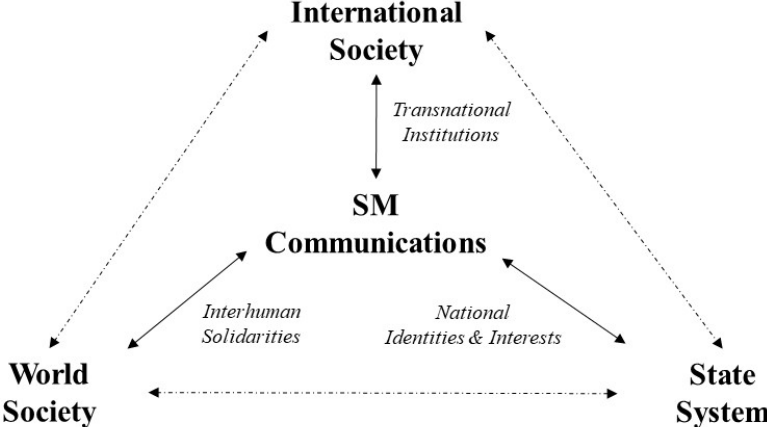 International
Society
Transnational
Institutions
SM
Communications
Interhuman
Solidarities
National
Identities & Interests
World
Society
State
System